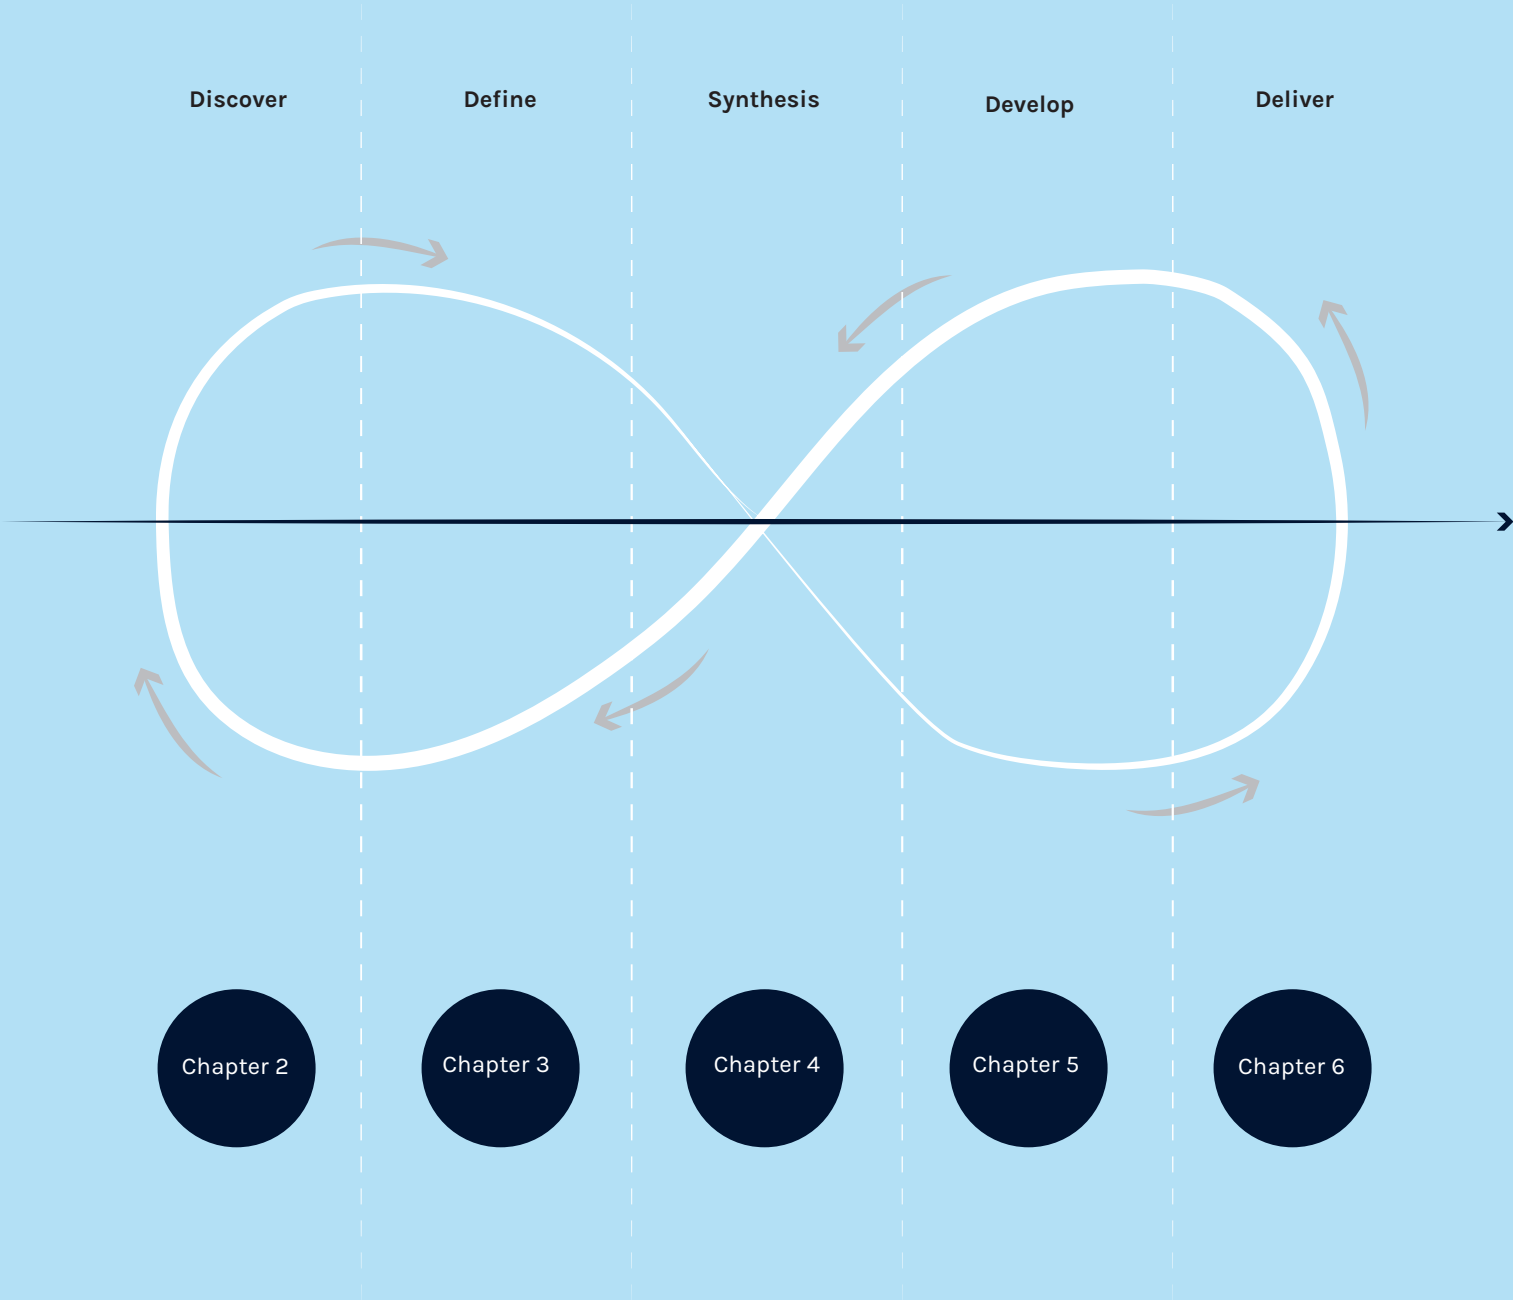 Discover
Define
Synthesis
Develop
Deliver
Chapter 2
Chapter 3
Chapter 4
Chapter 5
Chapter 6